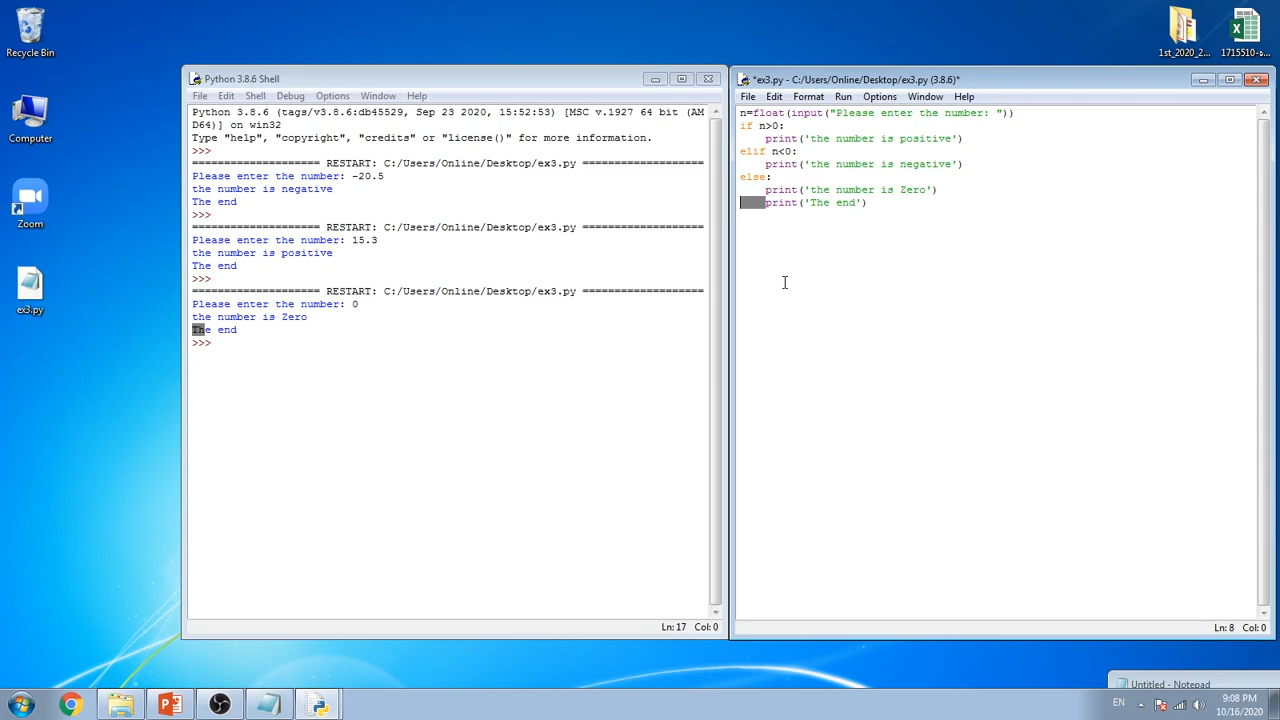 Recycle Bin
Computer
Zoom
ex3.py
1st_2020_2...
1715510-ه...
Python 3.8.6 Shell
File Edit Shell Debug Options Window Help
Python 3.8.6 (tags/v3.8.6:db45529, Sep 23 2020, 15:52:53) [MSC v.1927 64 bit (AM
D64)] on win32
Type "help", "copyright", "credits" or "license()" for more information.
>>>
==================== RESTART: C:/Users/Online/Desktop/ex3.py ===================
Please enter the number: -20.5
the number is negative
The end
>>>
==================== RESTART: C:/Users/Online/Desktop/ex3.py ===================
Please enter the number: 15.3
the number is positive
The end
>>>
==================== RESTART: C:/Users/Online/Desktop/ex3.py ===================
Please enter the number: 0
the number is Zero
The end
>>>
Ln: 17 Col: 0
*ex3.py - C:/Users/Online/Desktop/ex3.py (3.8.6)*
File Edit Format Run Options Window Help
n=float(input("Please enter the number: "))
if n>0:
    print('the number is positive')
elif n<0:
    print('the number is negative')
else:
    print('the number is Zero')
    print('The end')
Ln: 8 Col: 0
Untitled - Notepad
EN
9:08 PM
10/16/2020